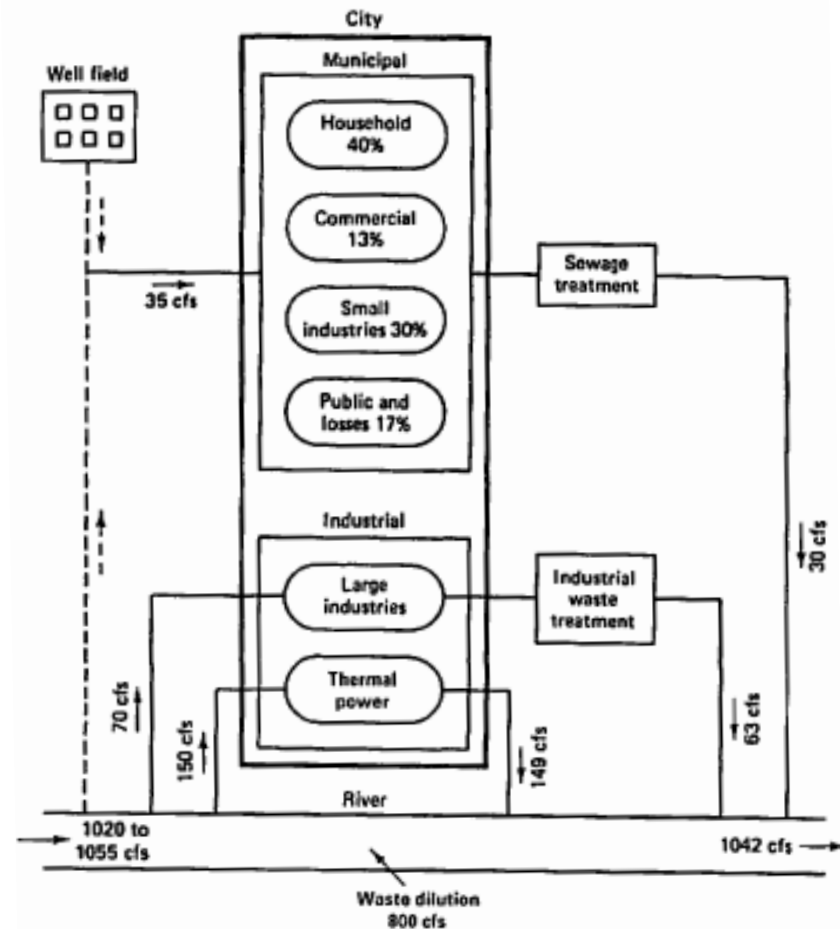 City
Municipal
Well field
Household
40%
Commercial
13%
35 cfs
Small
industries 30%
Sewage
treatment
Public and
losses 17%
Industrial
30 cfs
Large
industries
Industrial
waste
treatment
70 cfs
Thermal
power
150 cfs
149 cfs
63 cfs
River
1020 to
1055 cfs
1042 cfs
Waste dilution
800 cfs